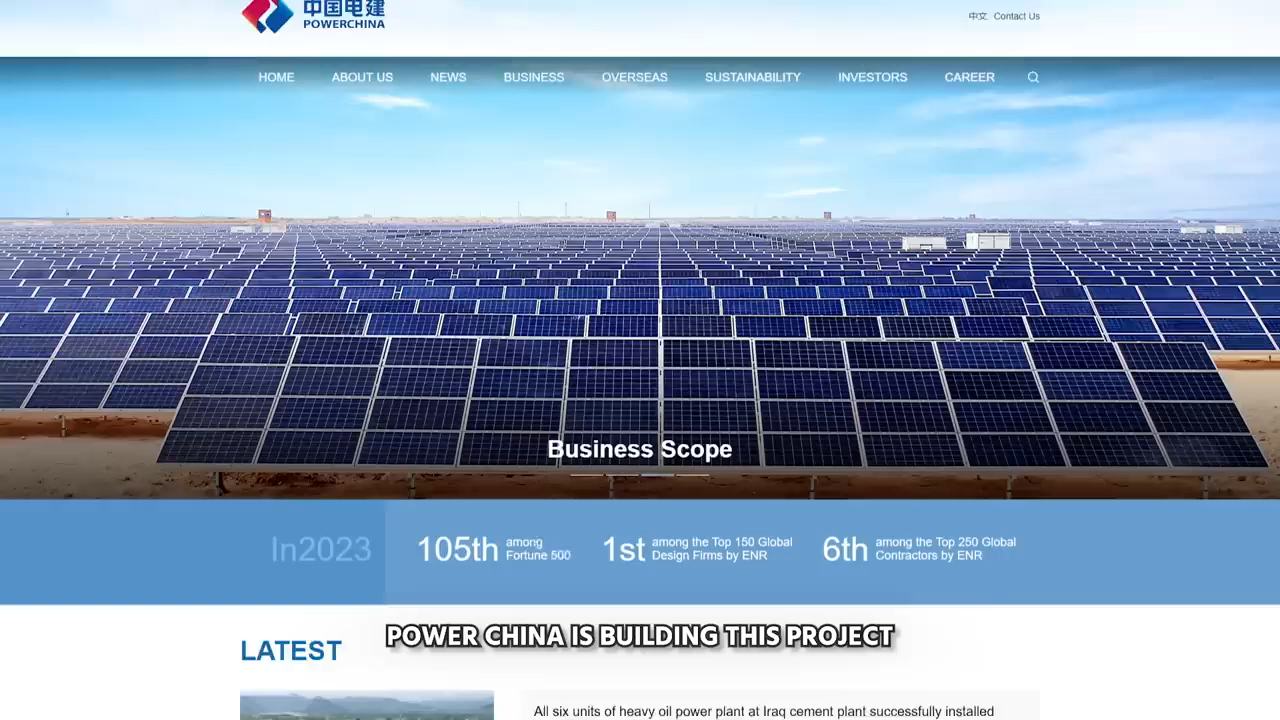 中国电建
POWERCHINA
中文 Contact Us
HOME ABOUT US NEWS BUSINESS OVERSEAS SUSTAINABILITY INVESTORS CAREER
Business Scope
In2023
105th among
Fortune 500
1st among the Top 150 Global
Design Firms by ENR
6th among the Top 250 Global
Contractors by ENR
POWER CHINA IS BUILDING THIS PROJECT
LATEST
All six units of heavy oil power plant at Iraq cement plant successfully installed